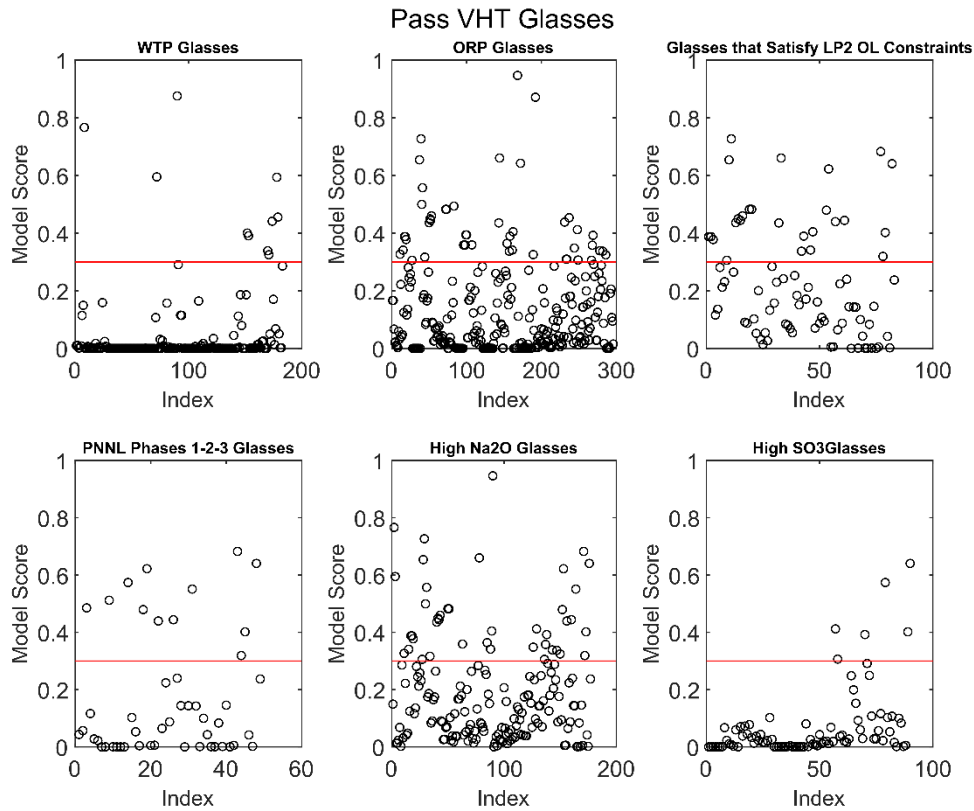 Pass VHT Glasses
WTP Glasses
1
0.8
0.6
0.4
0.2
0
Model Score
0 100 200
Index
ORP Glasses
1
0.8
0.6
0.4
0.2
0
Model Score
0 100 200 300
Index
Glasses that Satisfy LP2 OL Constraints
1
0.8
0.6
0.4
0.2
0
Model Score
0 50 100
Index
PNNL Phases 1-2-3 Glasses
1
0.8
0.6
0.4
0.2
0
Model Score
0 20 40 60
Index
High Na2O Glasses
1
0.8
0.6
0.4
0.2
0
Model Score
0 100 200
Index
High SO3Glasses
1
0.8
0.6
0.4
0.2
0
Model Score
0 50 100
Index